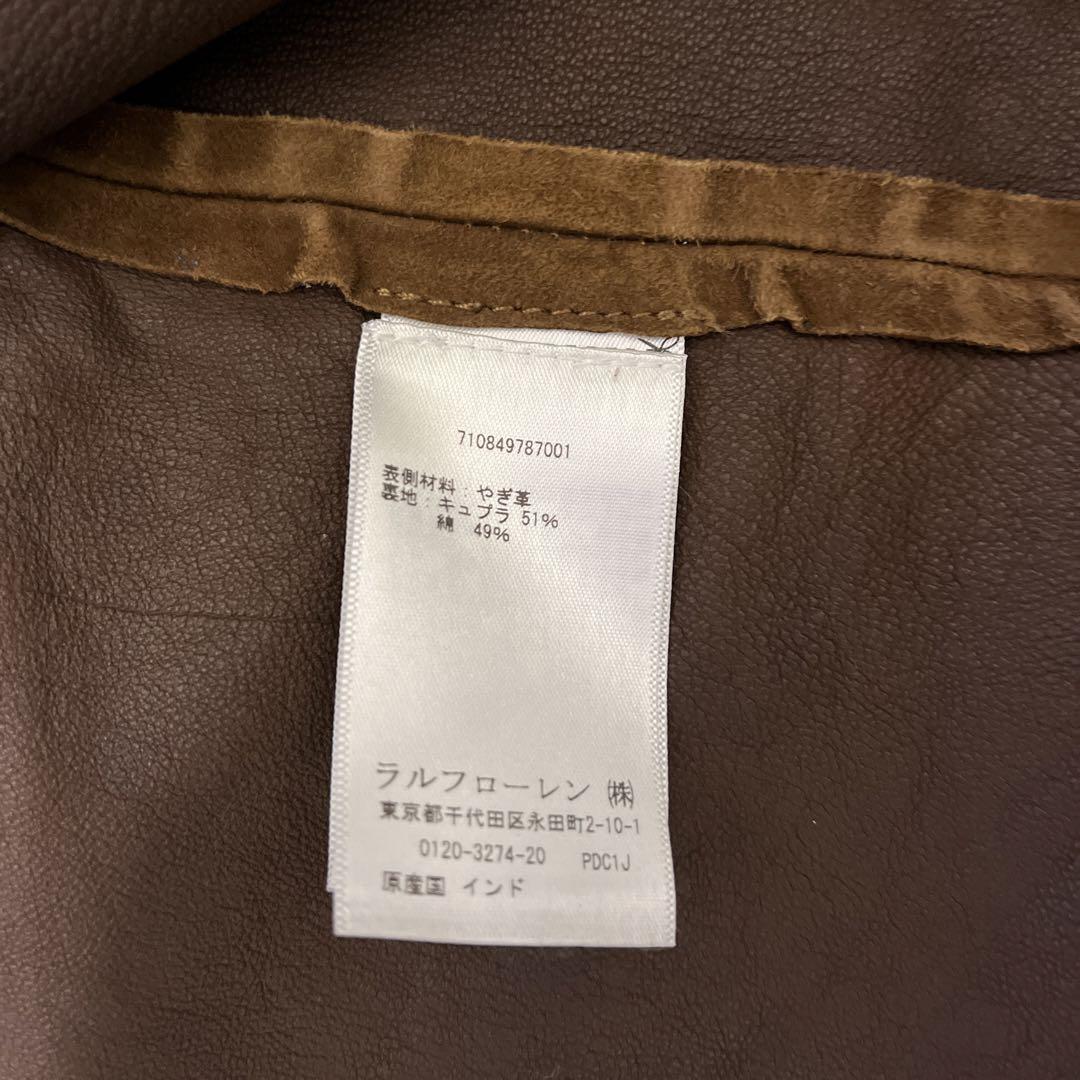 710849787001
表側材料：やぎ革
裏地：キュプラ 51%
綿 49%
ラルフローレン ㈱
東京都千代田区永田町2-10-1
0120-3274-20 PDC1J
原産国 インド